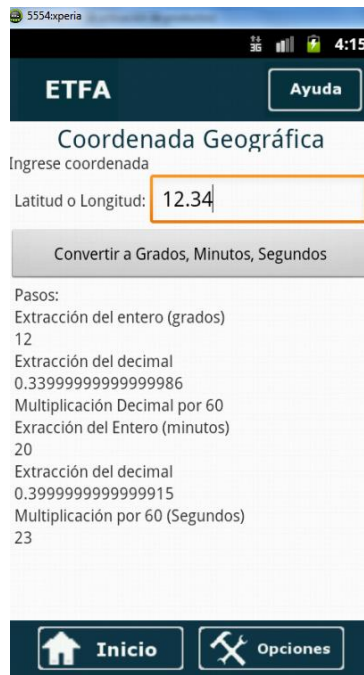 5554:xperia
3G 4:15
ETFA
Ayuda
Coordenada Geográfica
Ingrese coordenada
Latitud o Longitud: 12.34
Convertir a Grados, Minutos, Segundos
Pasos:
Extracción del entero (grados)
12
Extracción del decimal
0.33999999999999986
Multiplicación Decimal por 60
Exracción del Entero (minutos)
20
Extracción del decimal
0.3999999999999915
Multiplicación por 60 (Segundos)
23
Inicio
Opciones